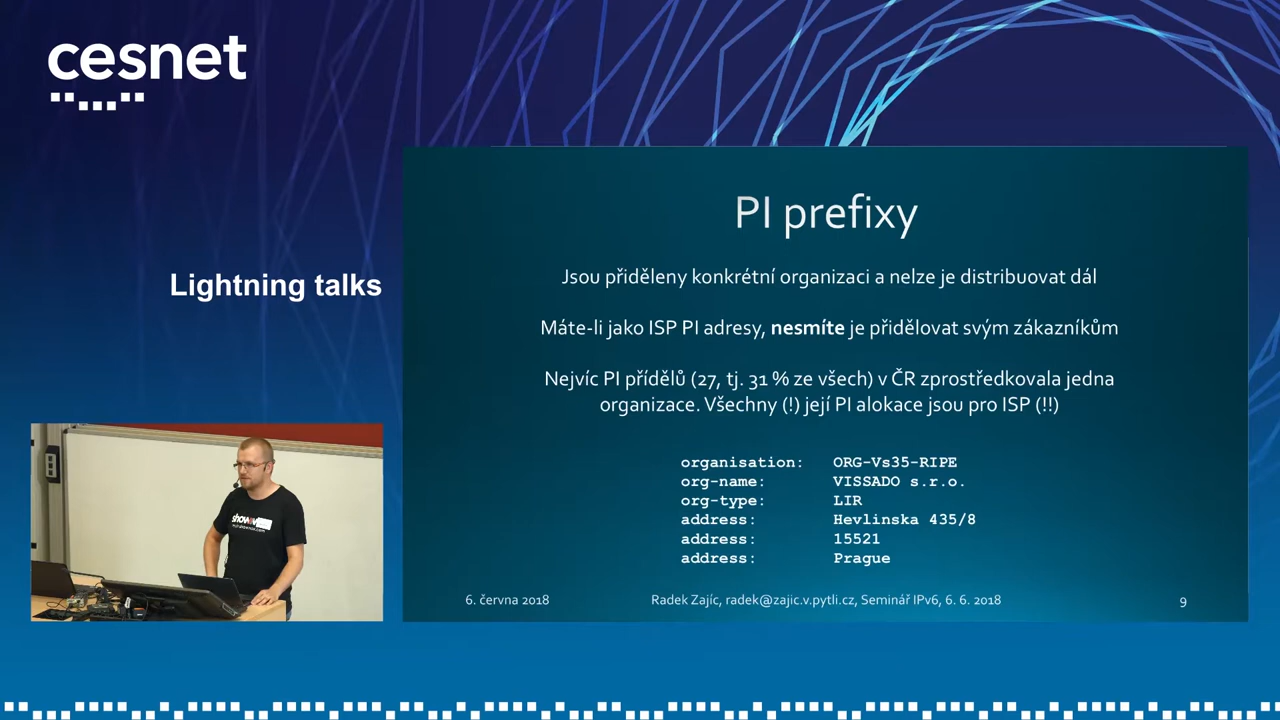 cesnet
Lightning talks
PI prefixy
Jsou přiděleny konkrétní organizaci a nelze je distribuovat dál
Máte-li jako ISP PI adresy, nesmíte je přidělovat svým zákazníkům
Nejvíc PI přídělů (27, tj. 31 % ze všech) v ČR zprostředkovala jedna
organizace. Všechny (!) její PI alokace jsou pro ISP (!!)
organisation: ORG-Vs35-RIPE
org-name: VISSADO s.r.o.
org-type: LIR
address: Hevlinska 435/8
address: 15521
address: Prague
6. června 2018 Radek Zajíc, radek@zajic.v.pytli.cz, Seminář IPv6, 6. 6. 2018 9